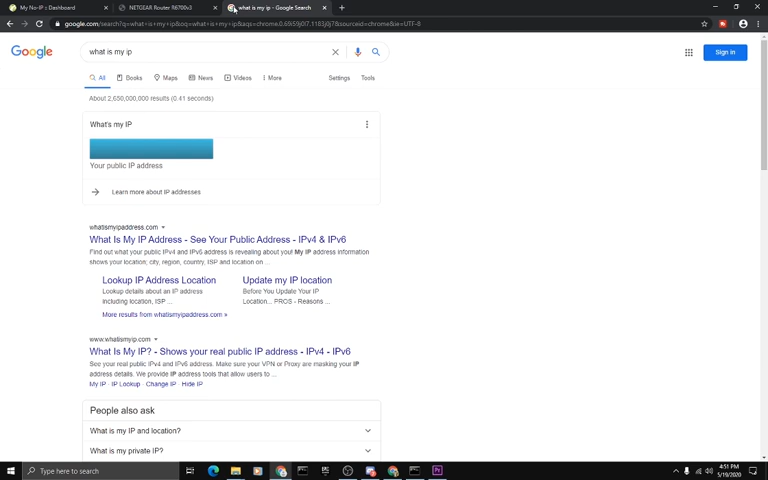 My No-IP :: Dashboard
NETGEAR Router R6700v3
what is my ip - Google Search
google.com/search?q=what+is+my+ip&oq=what+is+my+ip&aqs=chrome.0.69i59j0l7.1183j0j7&sourceid=chrome&ie=UTF-8
Google
what is my ip
Sign in
All
Books
Maps
News
Videos
More
Settings
Tools
About 2,650,000,000 results (0.41 seconds)
What's my IP
Your public IP address
Learn more about IP addresses
whatismyipaddress.com
What Is My IP Address - See Your Public Address - IPv4 & IPv6
Find out what your public IPv4 and IPv6 address is revealing about you! My IP address information
shows your location; city, region, country, ISP and location on ...
Lookup IP Address Location
Lookup details about an IP address
including location, ISP ...
Update my IP location
Before You Update Your IP
Location... PROS - Reasons ...
More results from whatismyipaddress.com »
www.whatismyip.com
What Is My IP? - Shows your real public IP address - IPv4 - IPv6
See your real public IPv4 and IPv6 address. Make sure your VPN or Proxy are masking your IP
address details. We provide IP address tools that allow users to ...
My IP · IP Lookup · Change IP · Hide IP
People also ask
What is my IP and location?
What is my private IP?
Type here to search
4:51 PM
5/19/2020